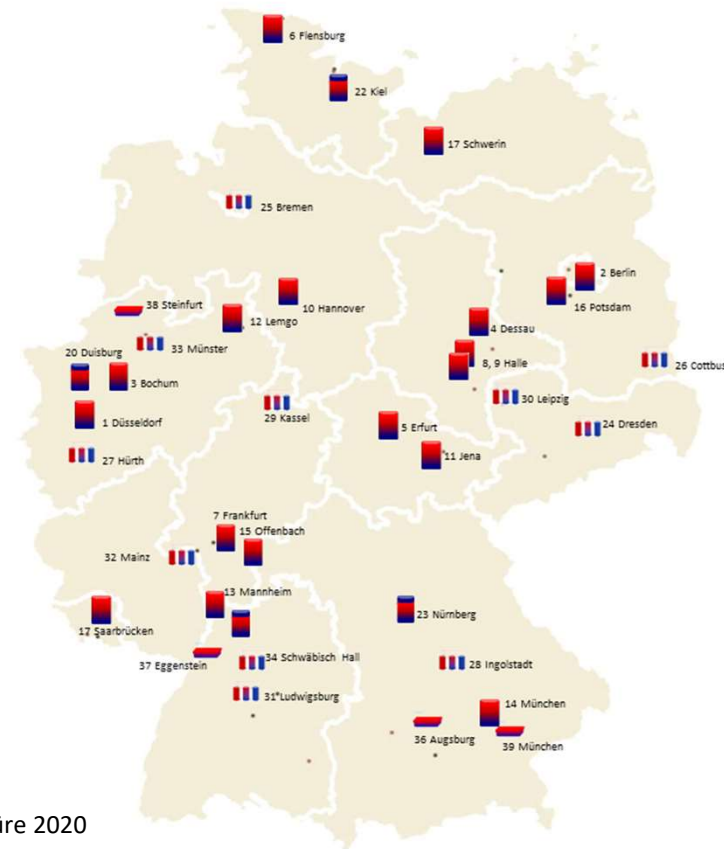 6 Flensburg
22 Kiel
17 Schwerin
25 Bremen
2 Berlin
10 Hannover
16 Potsdam
38 Steinfurt
12 Lemgo
4 Dessau
33 Münster
20 Duisburg
8, 9 Halle
26 Cottbus
3 Bochum
30 Leipzig
29 Kassel
1 Düsseldorf
5 Erfurt
24 Dresden
27 Hürth
11 Jena
7 Frankfurt
15 Offenbach
32 Mainz
13 Mannheim
23 Nürnberg
17 Saarbrücken
34 Schwäbisch Hall
37 Eggenstein
28 Ingolstadt
31 Ludwigsburg
14 München
36 Augsburg
39 München
2020